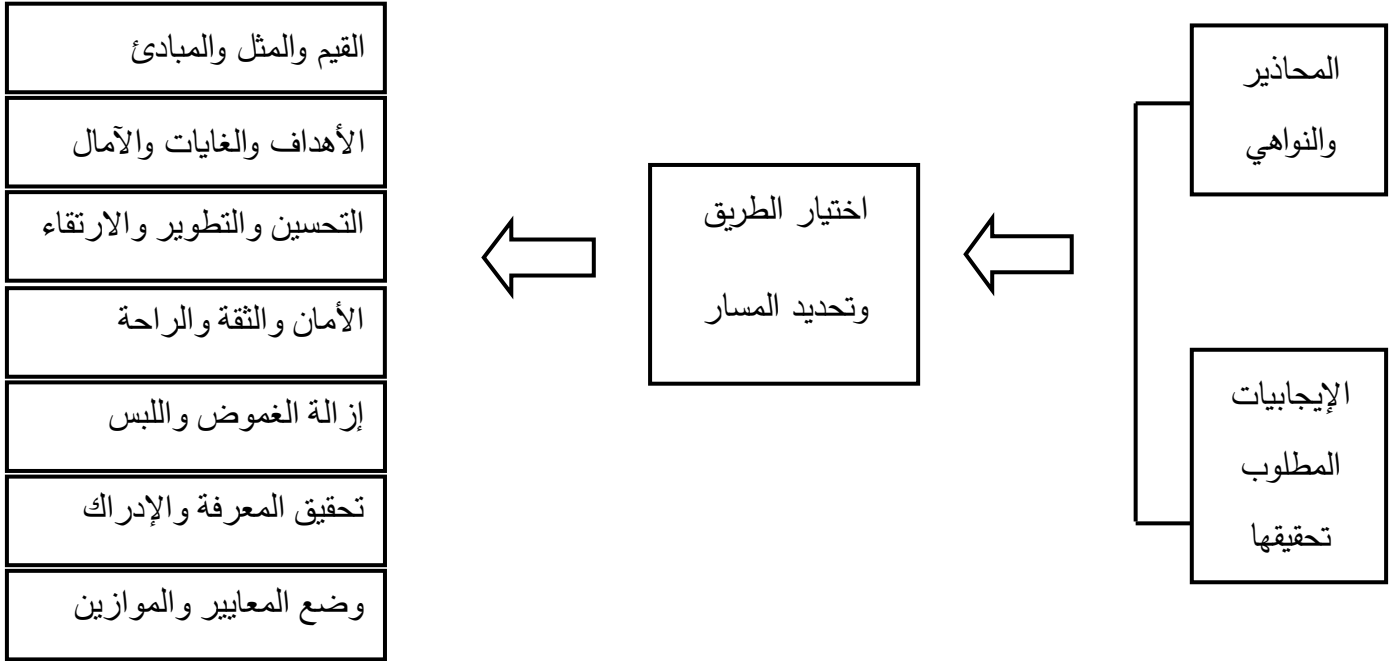 المحاذير
والنواهي
الإيجابيات
المطلوب
تحقيقها
اختيار الطريق
وتحديد المسار
القيم والمثل والمبادئ
الأهداف والغايات والآمال
التحسين والتطوير والارتقاء
الأمان والثقة والراحة
إزالة الغموض واللبس
تحقيق المعرفة والإدراك
وضع المعايير والموازين